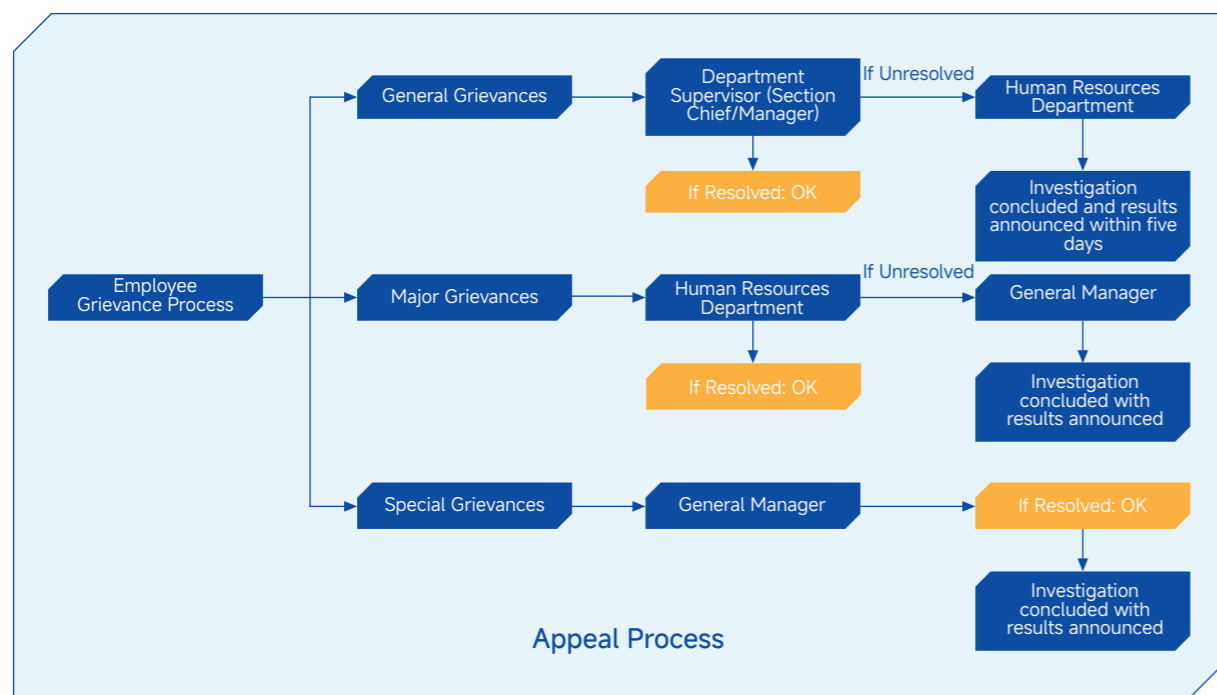 General Grievances
Department
Supervisor (Section
Chief/Manager)
If Unresolved
Human Resources
Department
If Resolved: OK
Investigation
concluded and results
announced within five
days
Employee
Grievance Process
Major Grievances
Human Resources
Department
If Unresolved
General Manager
If Resolved: OK
Investigation
concluded with
results announced
Special Grievances
General Manager
If Resolved: OK
Investigation
concluded with
results announced
Appeal Process